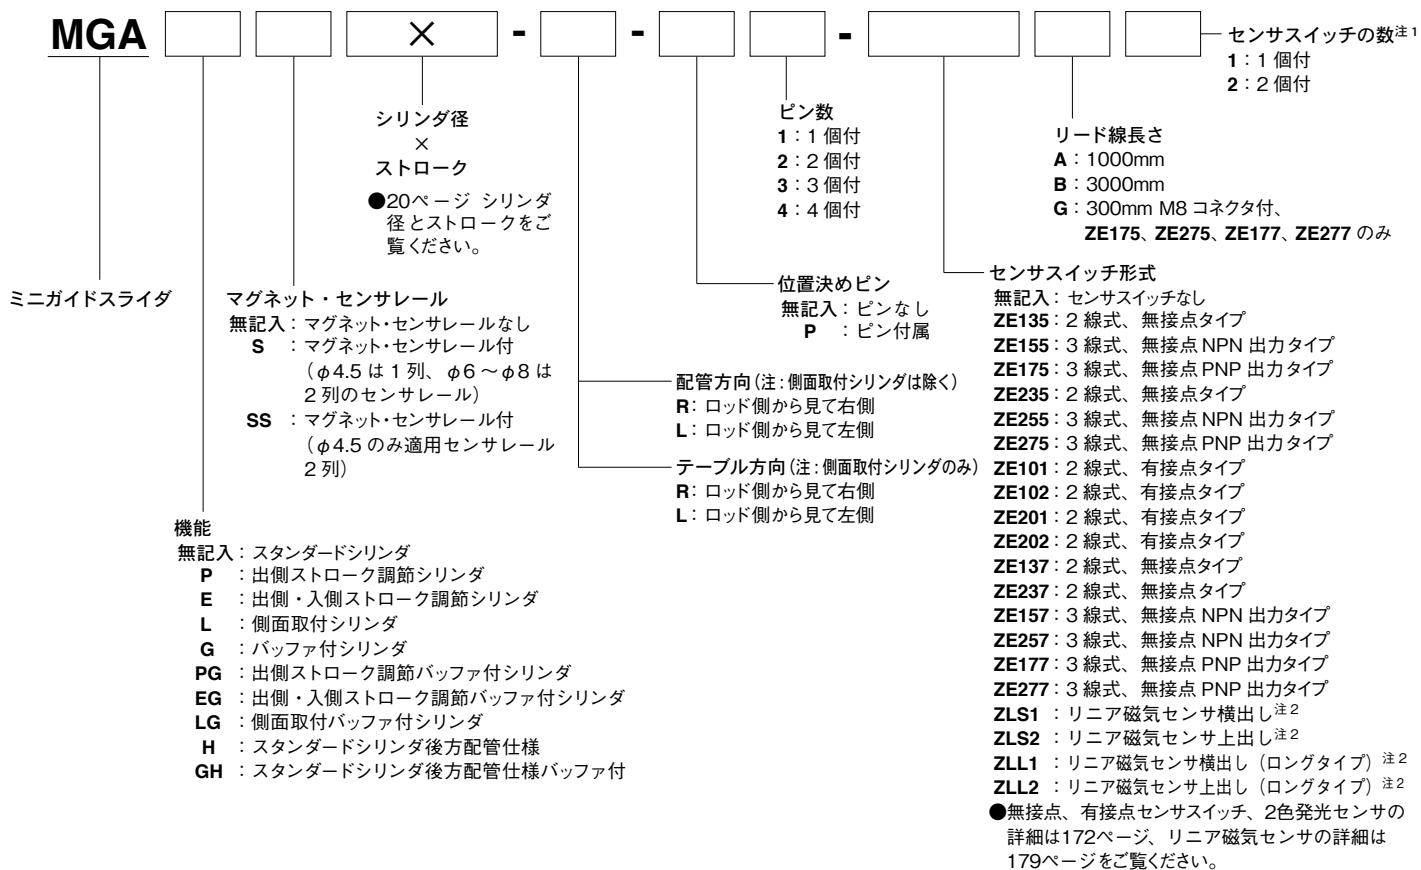 MGA × - - -
センサスイッチの数注1
1：1 個付
2：2 個付
リード線長さ
A：1000mm
B：3000mm
G：300mm M8 コネクタ付、
ZE175、ZE275、ZE177、ZE277 のみ
ピン数
1：1 個付
2：2 個付
3：3 個付
4：4 個付
シリンダ径
×
ストローク
●20ページ シリンダ
径とストロークをご
覧ください。
ミニガイドスライダ
マグネット・センサレール
無記入：マグネット・センサレールなし
S ：マグネット・センサレール付
（φ4.5 は 1 列、φ6 ～φ8 は
2 列のセンサレール）
SS ：マグネット・センサレール付
（φ4.5 のみ適用センサレール
2 列）
位置決めピン
無記入：ピンなし
P ：ピン付属
配管方向（注：側面取付シリンダは除く）
R：ロッド側から見て右側
L：ロッド側から見て左側
テーブル方向（注：側面取付シリンダのみ）
R：ロッド側から見て右側
L：ロッド側から見て左側
機能
無記入：スタンダードシリンダ
P ：出側ストローク調節シリンダ
E ：出側・入側ストローク調節シリンダ
L ：側面取付シリンダ
G ：バッファ付シリンダ
PG ：出側ストローク調節バッファ付シリンダ
EG ：出側・入側ストローク調節バッファ付シリンダ
LG ：側面取付バッファ付シリンダ
H ：スタンダードシリンダ後方配管仕様
GH ：スタンダードシリンダ後方配管仕様バッファ付
センサスイッチ形式
無記入：センサスイッチなし
ZE135：2 線式、無接点タイプ
ZE155：3 線式、無接点 NPN 出力タイプ
ZE175：3 線式、無接点 PNP 出力タイプ
ZE235：2 線式、無接点タイプ
ZE255：3 線式、無接点 NPN 出力タイプ
ZE275：3 線式、無接点 PNP 出力タイプ
ZE101：2 線式、有接点タイプ
ZE102：2 線式、有接点タイプ
ZE201：2 線式、有接点タイプ
ZE202：2 線式、有接点タイプ
ZE137：2 線式、無接点タイプ
ZE237：2 線式、無接点タイプ
ZE157：3 線式、無接点 NPN 出力タイプ
ZE257：3 線式、無接点 NPN 出力タイプ
ZE177：3 線式、無接点 PNP 出力タイプ
ZE277：3 線式、無接点 PNP 出力タイプ
ZLS1 ：リニア磁気センサ横出し注2
ZLS2 ：リニア磁気センサ上出し注2
ZLL1 ：リニア磁気センサ横出し（ロングタイプ）注2
ZLL2 ：リニア磁気センサ上出し（ロングタイプ）注2
●無接点、有接点センサスイッチ、2色発光センサの
詳細は172ページ、リニア磁気センサの詳細は
179ページをご覧ください。